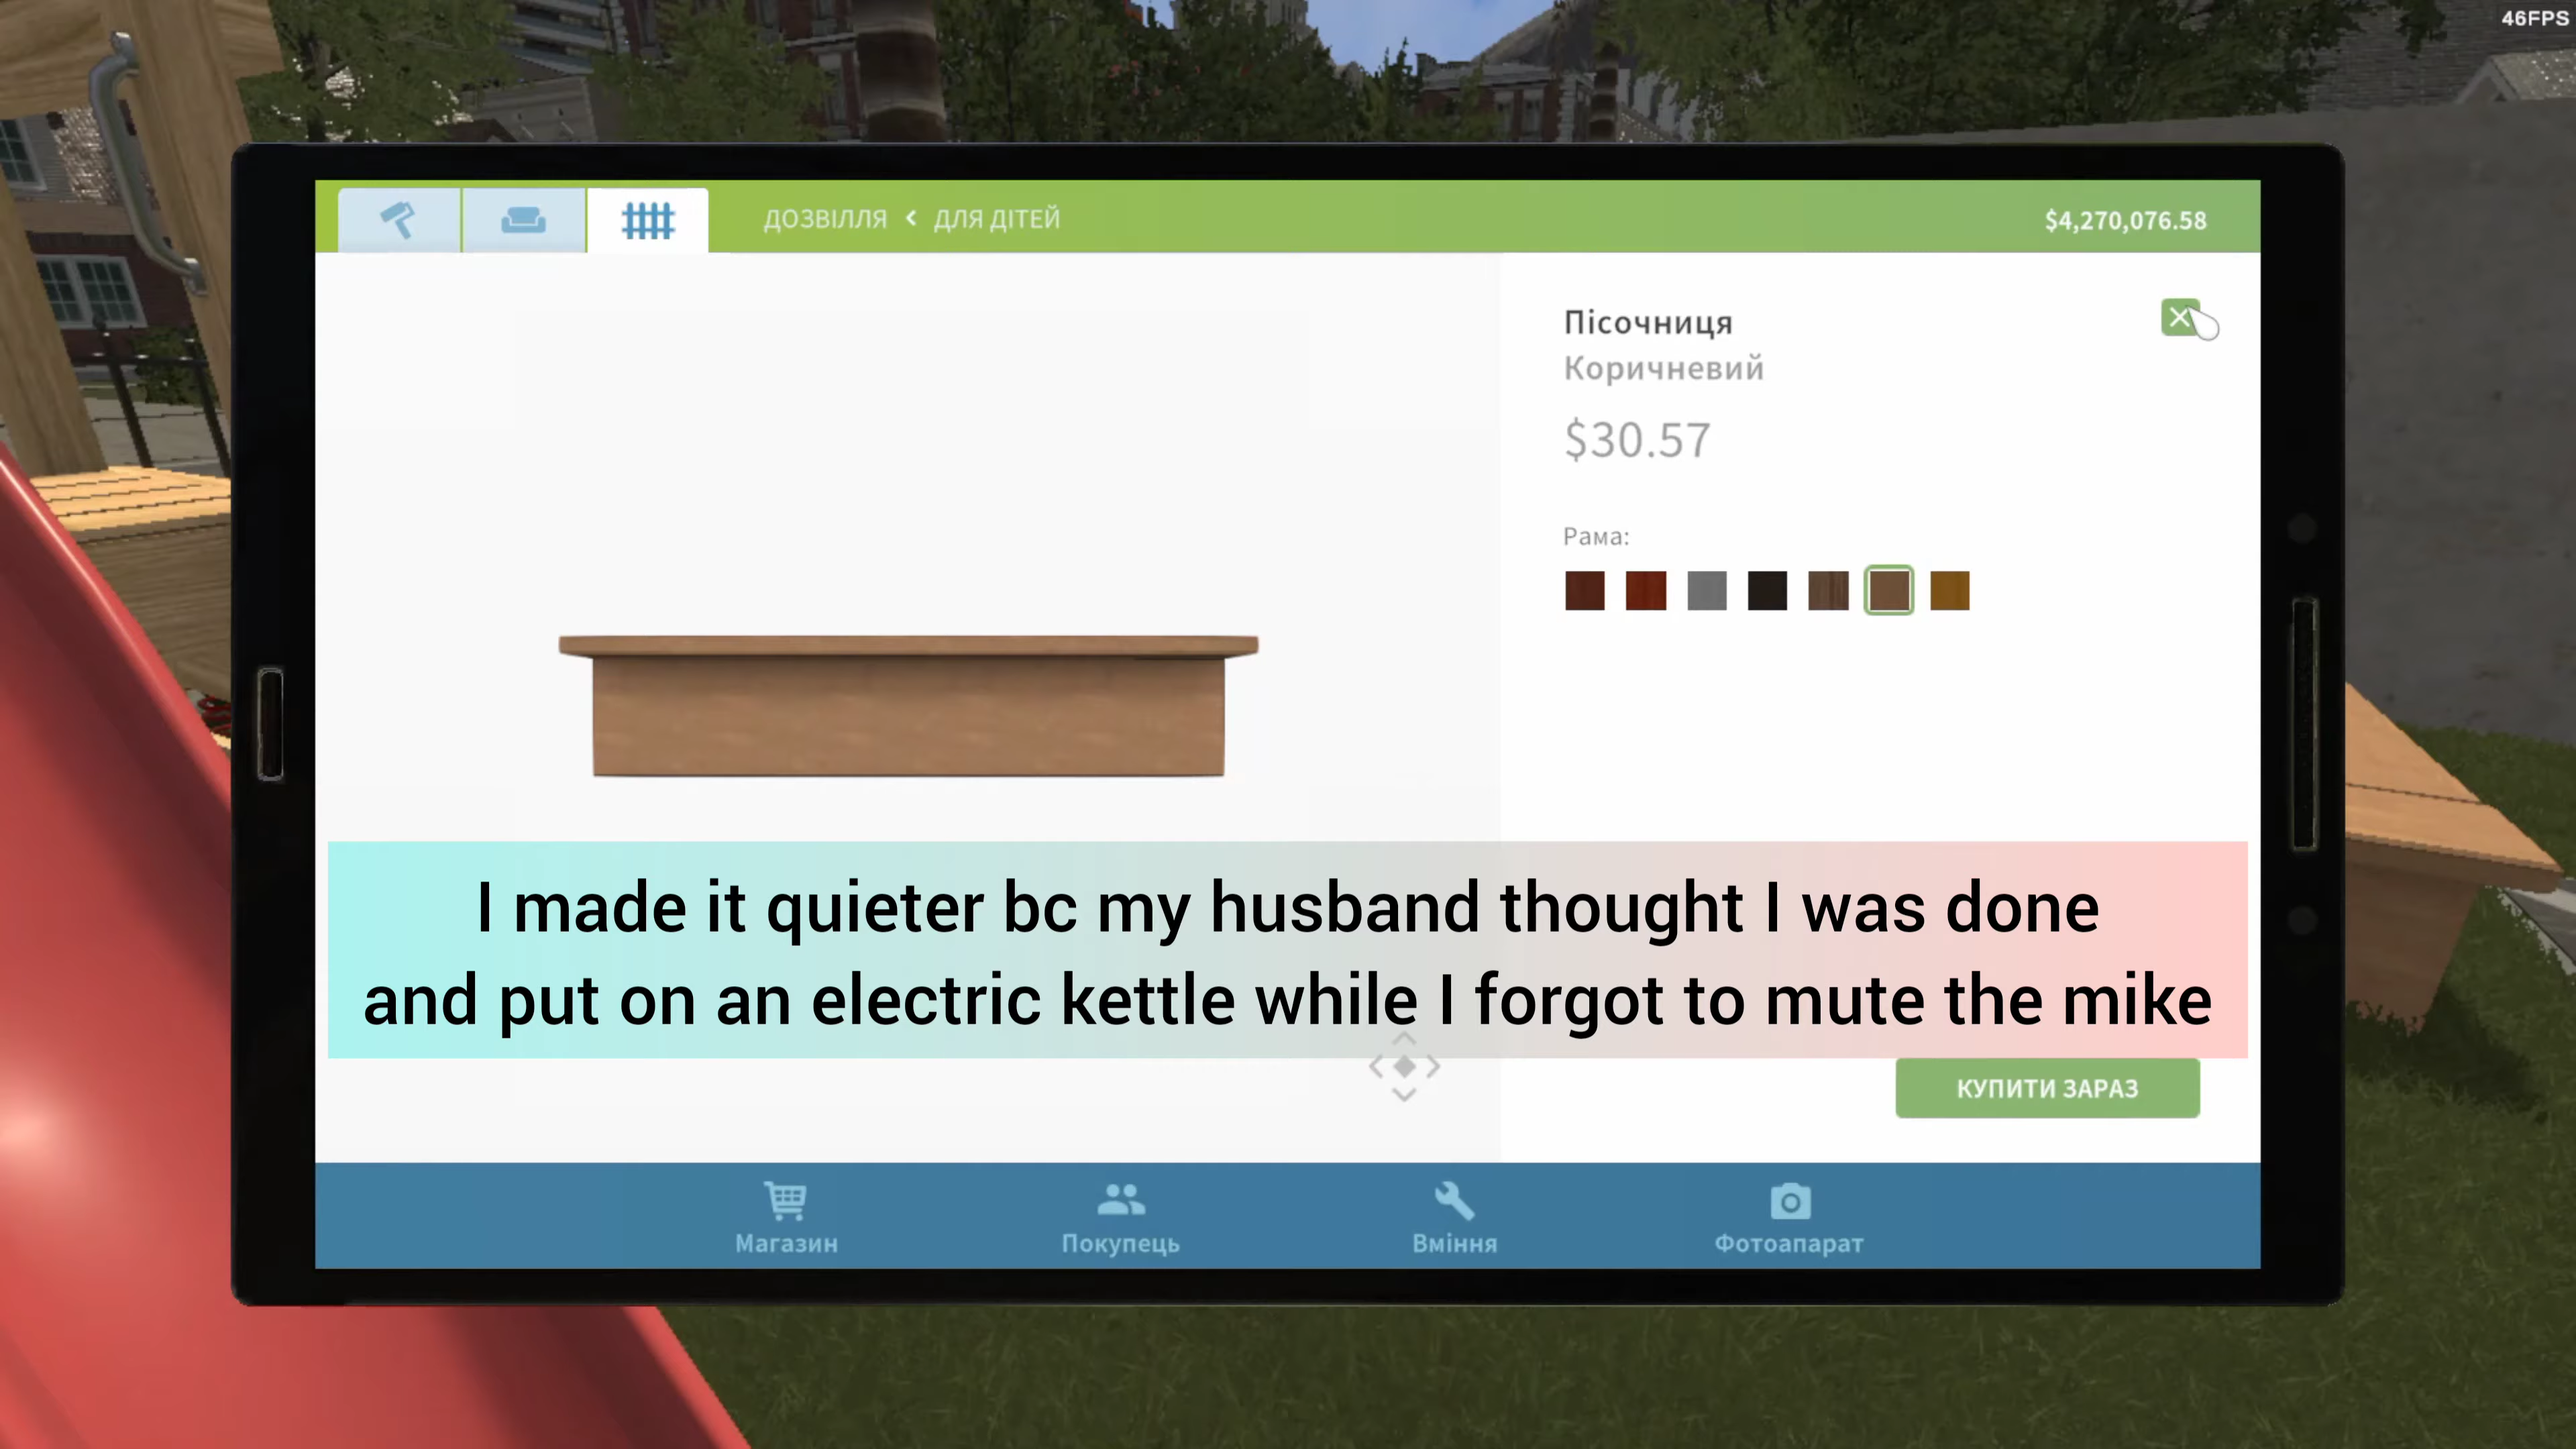 46FPS
ДОЗВІЛЛЯ < ДЛЯ ДІТЕЙ
$4,270,076.58
Пісочниця
Коричневий
$30.57
Рама:
I made it quieter bc my husband thought I was done
and put on an electric kettle while I forgot to mute the mike
КУПИТИ ЗАРАЗ
Магазин
Покупець
Вміння
Фотоапарат